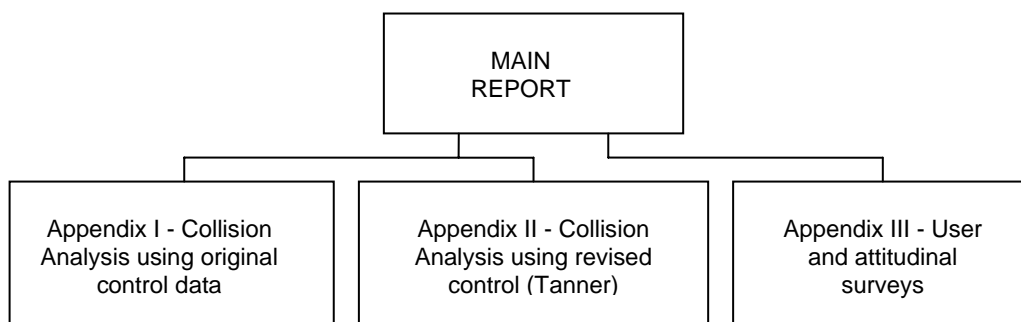 MAIN
REPORT
Appendix I - Collision
Analysis using original
control data
Appendix II - Collision
Analysis using revised
control (Tanner)
Appendix III - User
and attitudinal
surveys